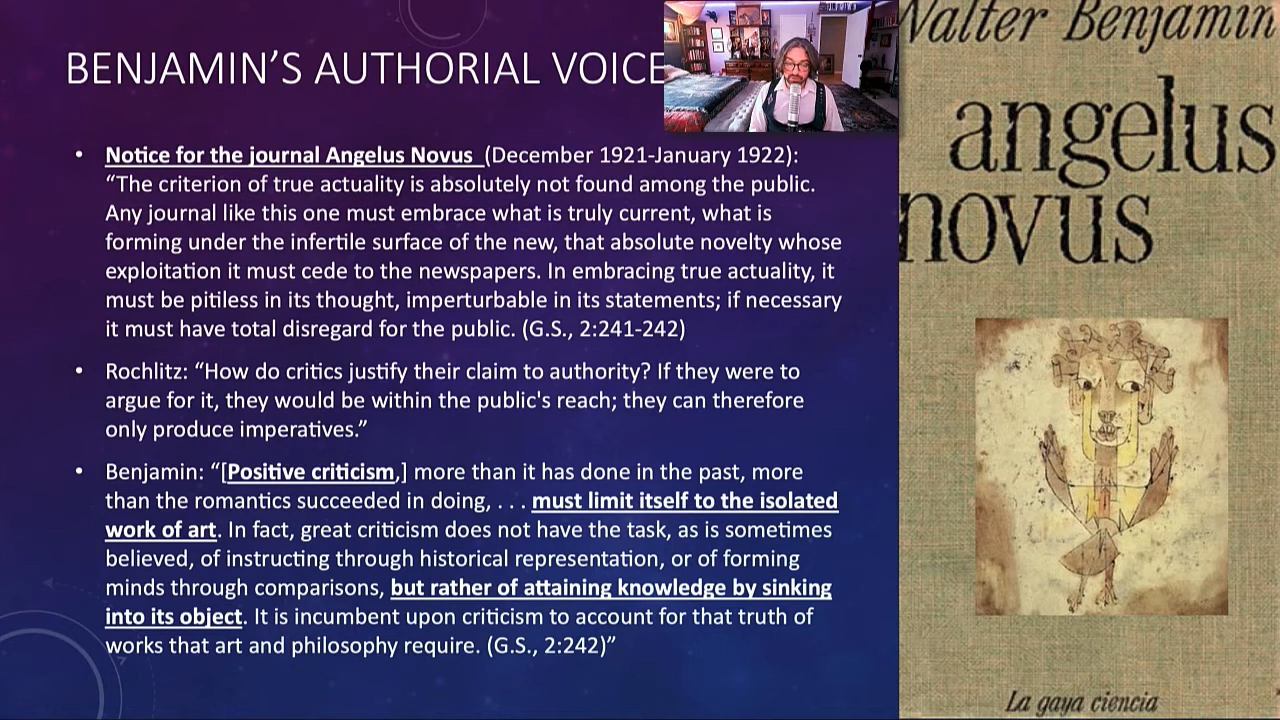 BENJAMIN’S AUTHORIAL VOICE
• Notice for the journal Angelus Novus (December 1921-January 1922):
“The criterion of true actuality is absolutely not found among the public.
Any journal like this one must embrace what is truly current, what is
forming under the infertile surface of the new, that absolute novelty whose
exploitation it must cede to the newspapers. In embracing true actuality, it
must be pitiless in its thought, imperturbable in its statements; if necessary
it must have total disregard for the public. (G.S., 2:241-242)
• Rochlitz: “How do critics justify their claim to authority? If they were to
argue for it, they would be within the public's reach; they can therefore
only produce imperatives.”
• Benjamin: “[Positive criticism,] more than it has done in the past, more
than the romantics succeeded in doing, . . . must limit itself to the isolated
work of art. In fact, great criticism does not have the task, as is sometimes
believed, of instructing through historical representation, or of forming
minds through comparisons, but rather of attaining knowledge by sinking
into its object. It is incumbent upon criticism to account for that truth of
works that art and philosophy require. (G.S., 2:242)”
Walter Benjamin
angelus
novus
La gaya ciencia